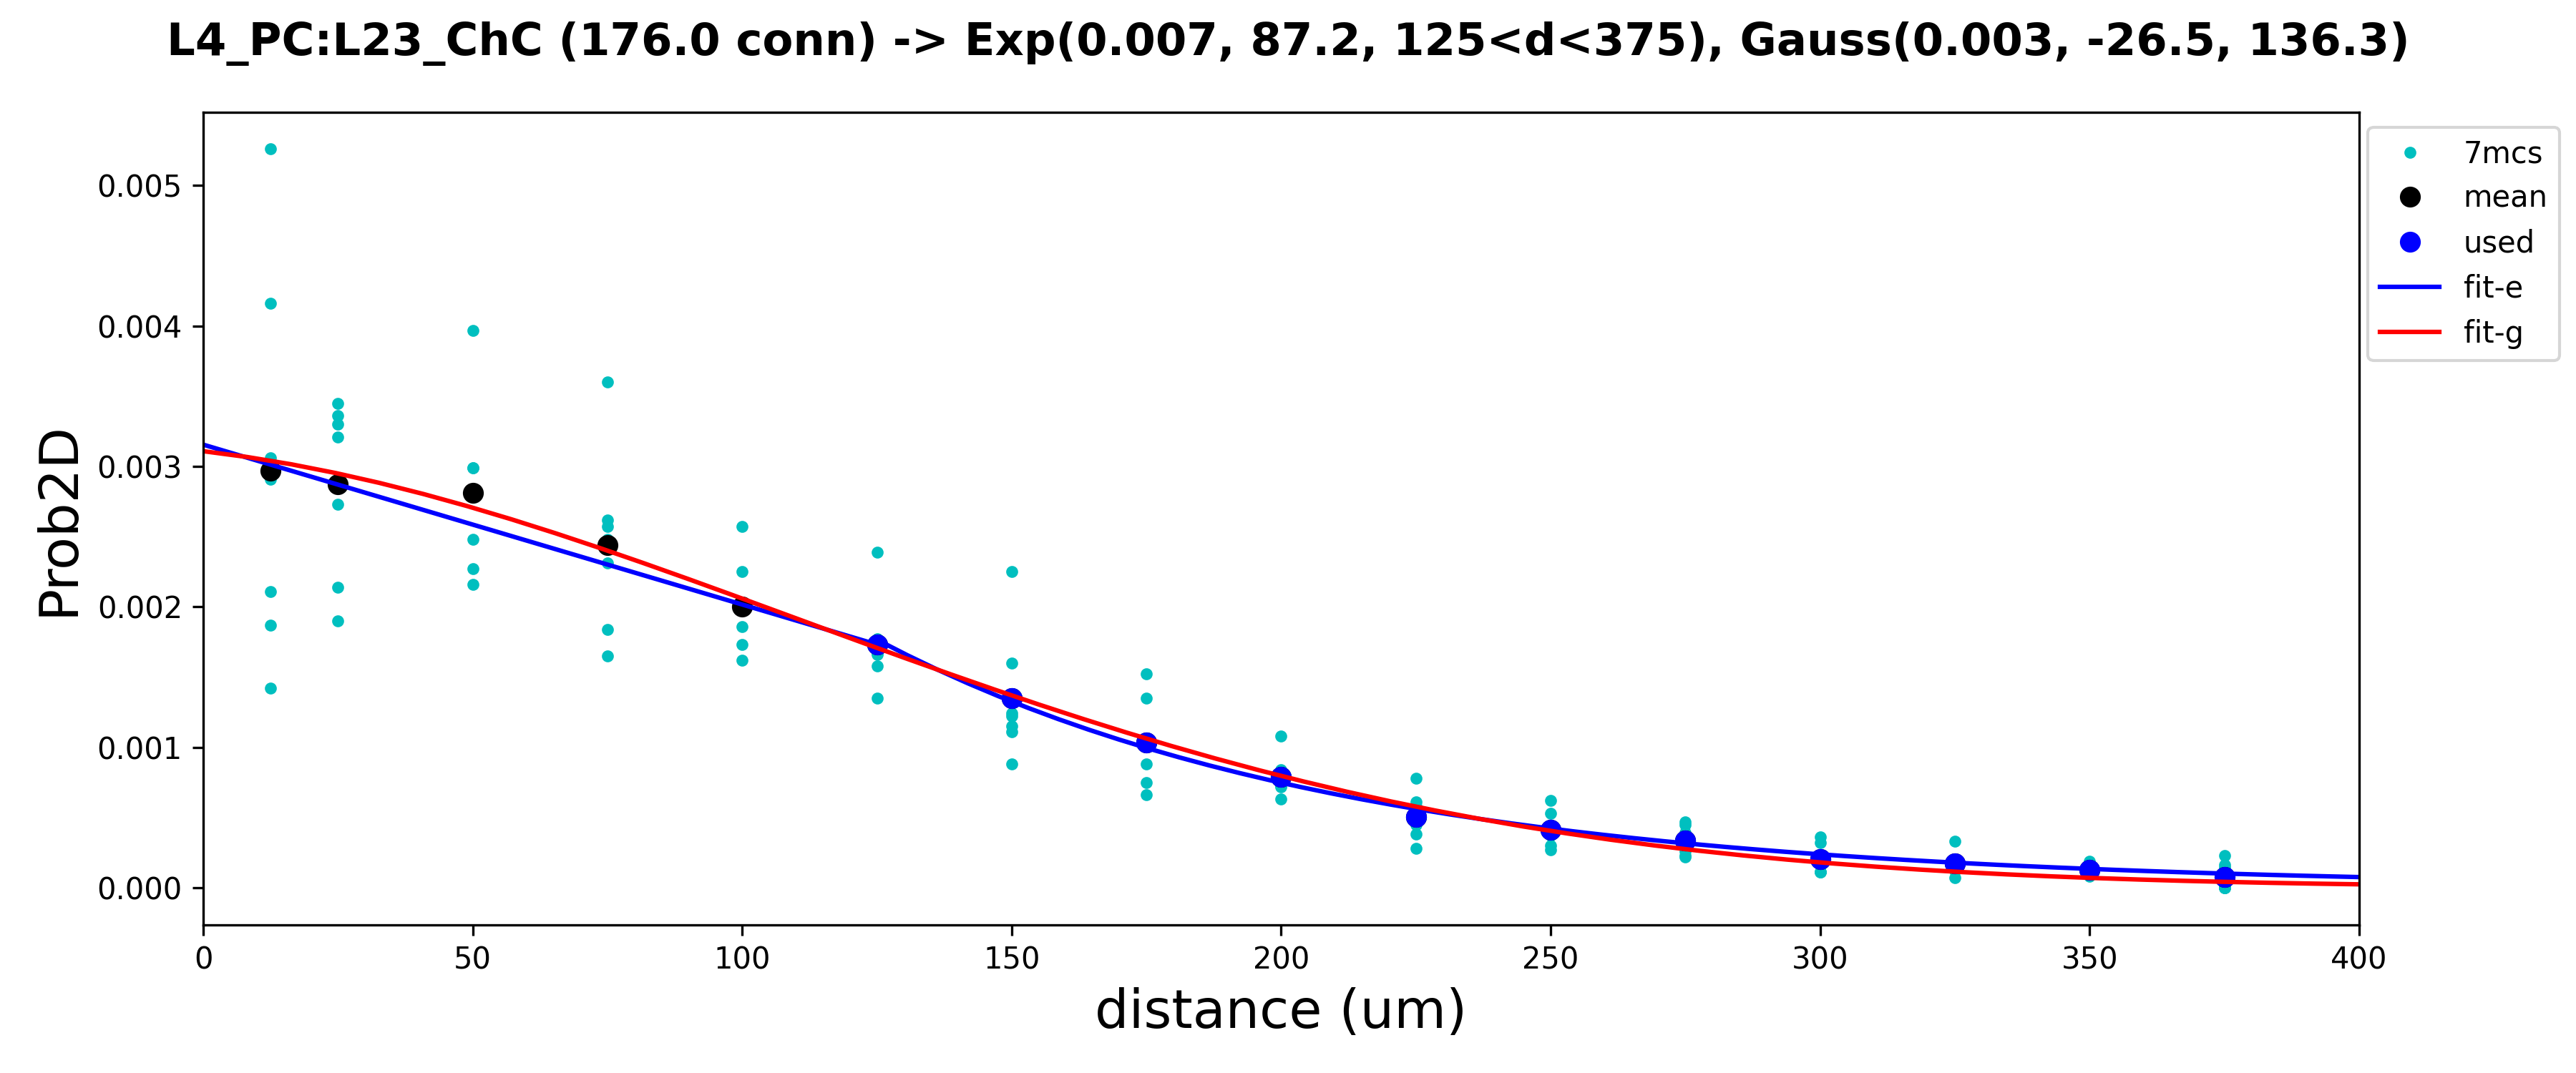 L4_PC:L23_ChC (176.0 conn) -> Exp(0.007, 87.2, 125<d<375), Gauss(0.003, -26.5, 136.3)
7mcs
mean
used
fit-e
fit-g
Prob2D
0.005
0.004
0.003
0.002
0.001
0.000
0 50 100 150 200 250 300 350 400
distance (um)